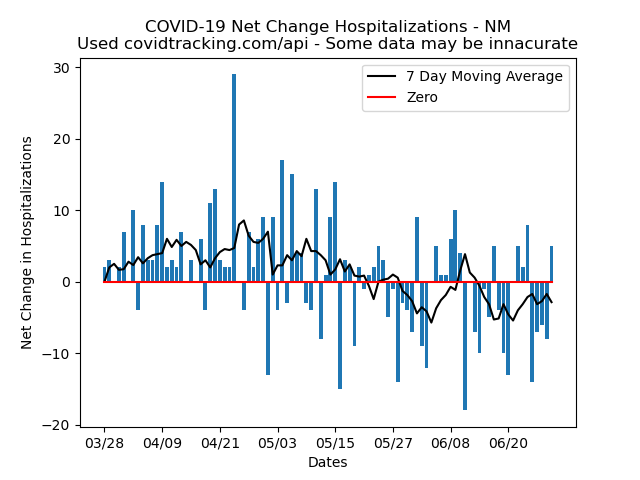 COVID-19 Net Change Hospitalizations - NM
Used covidtracking.com/api - Some data may be innacurate
7 Day Moving Average
Zero
Net Change in Hospitalizations
30
20
10
0
−10
−20
03/28 04/09 04/21 05/03 05/15 05/27 06/08 06/20
Dates